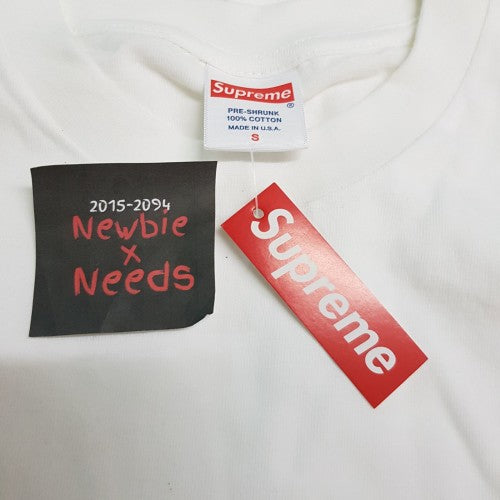 Supreme
®
PRE-SHRUNK
100% COTTON
MADE IN U.S.A.
S
2015-2094
Newbie
x
Needs
Supreme